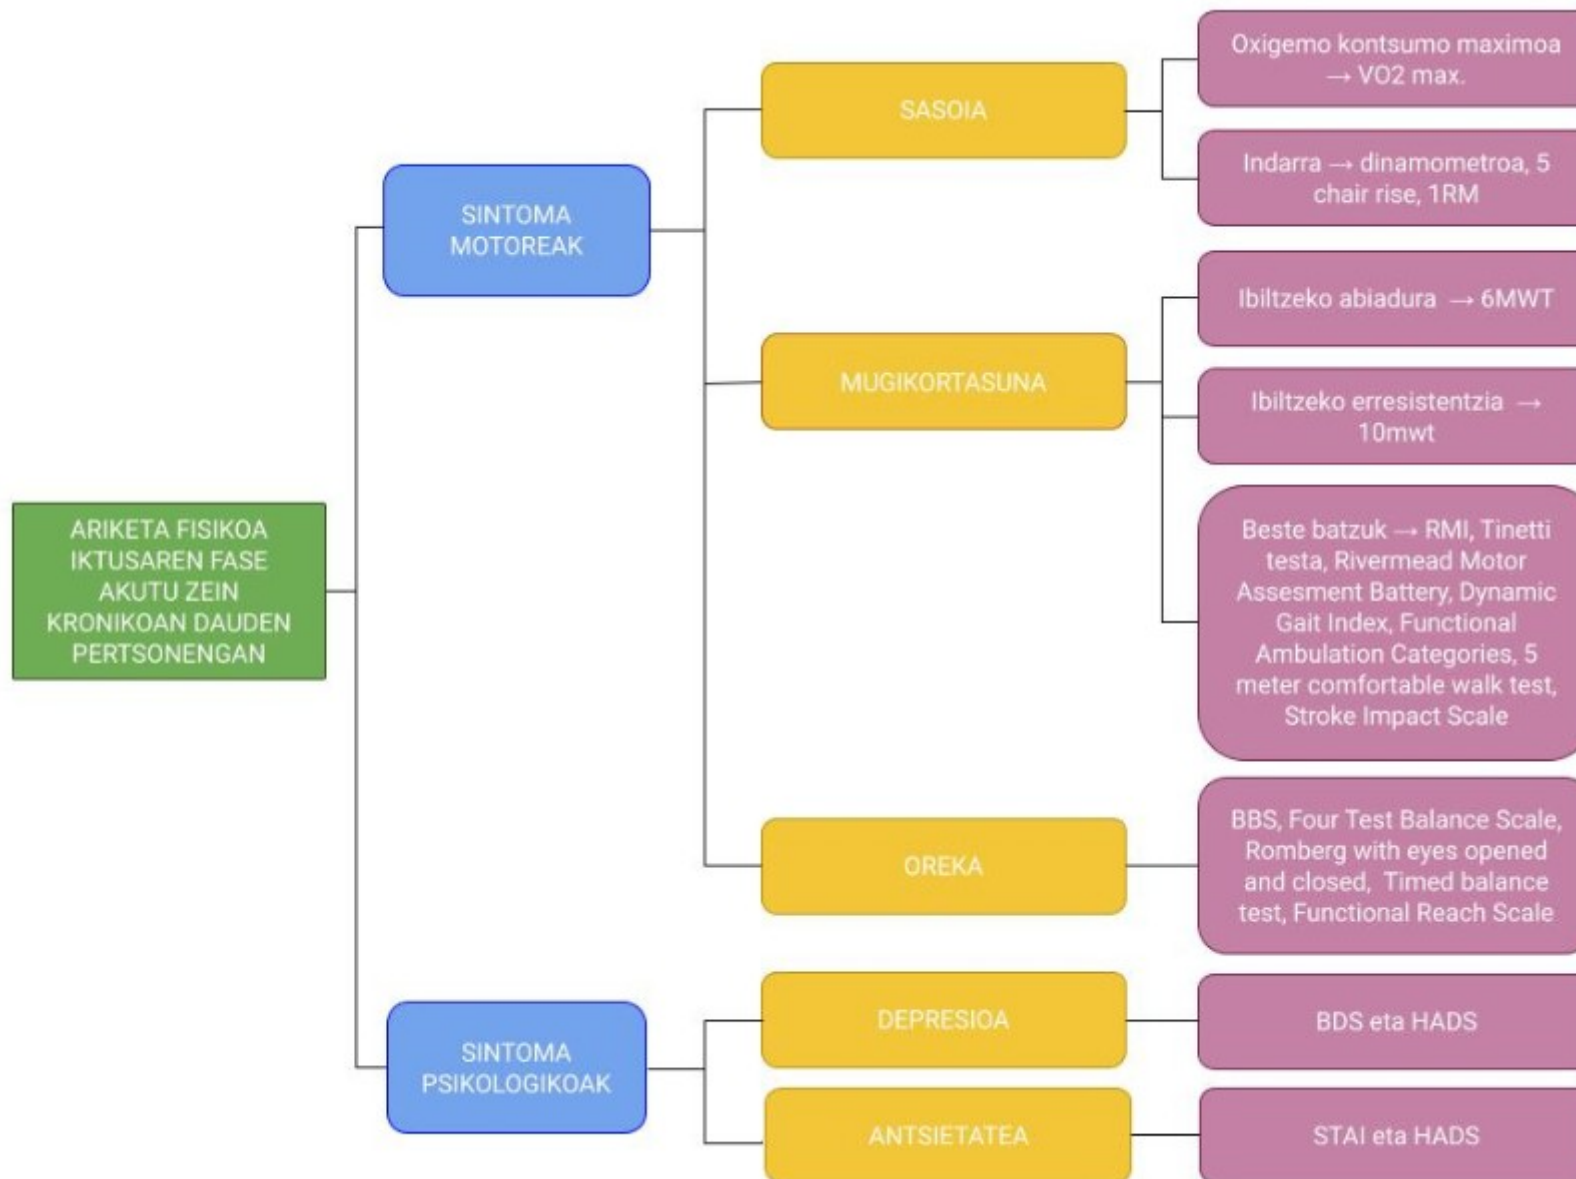 ARIKETA FISIKOA
IKTUSAREN FASE
AKUTU ZEIN
KRONIKOAN DAUDEN
PERTSONENGAN
SINTOMA
MOTOREAK
SASOIA
Oxigemo kontsumo maximoa
→ VO2 max.
Indarra → dinamometroa, 5
chair rise, 1RM
MUGIKORTASUNA
Ibiltzeko abiadura → 6MWT
Ibiltzeko erresistentzia →
10mwt
Beste batzuk → RMI, Tinetti
testa, Rivermead Motor
Assesment Battery, Dynamic
Gait Index, Functional
Ambulation Categories, 5
meter comfortable walk test,
Stroke Impact Scale
OREKA
BBS, Four Test Balance Scale,
Romberg with eyes opened
and closed, Timed balance
test, Functional Reach Scale
SINTOMA
PSIKOLOGIKOAK
DEPRESIOA
BDS eta HADS
ANTSIETATEA
STAI eta HADS